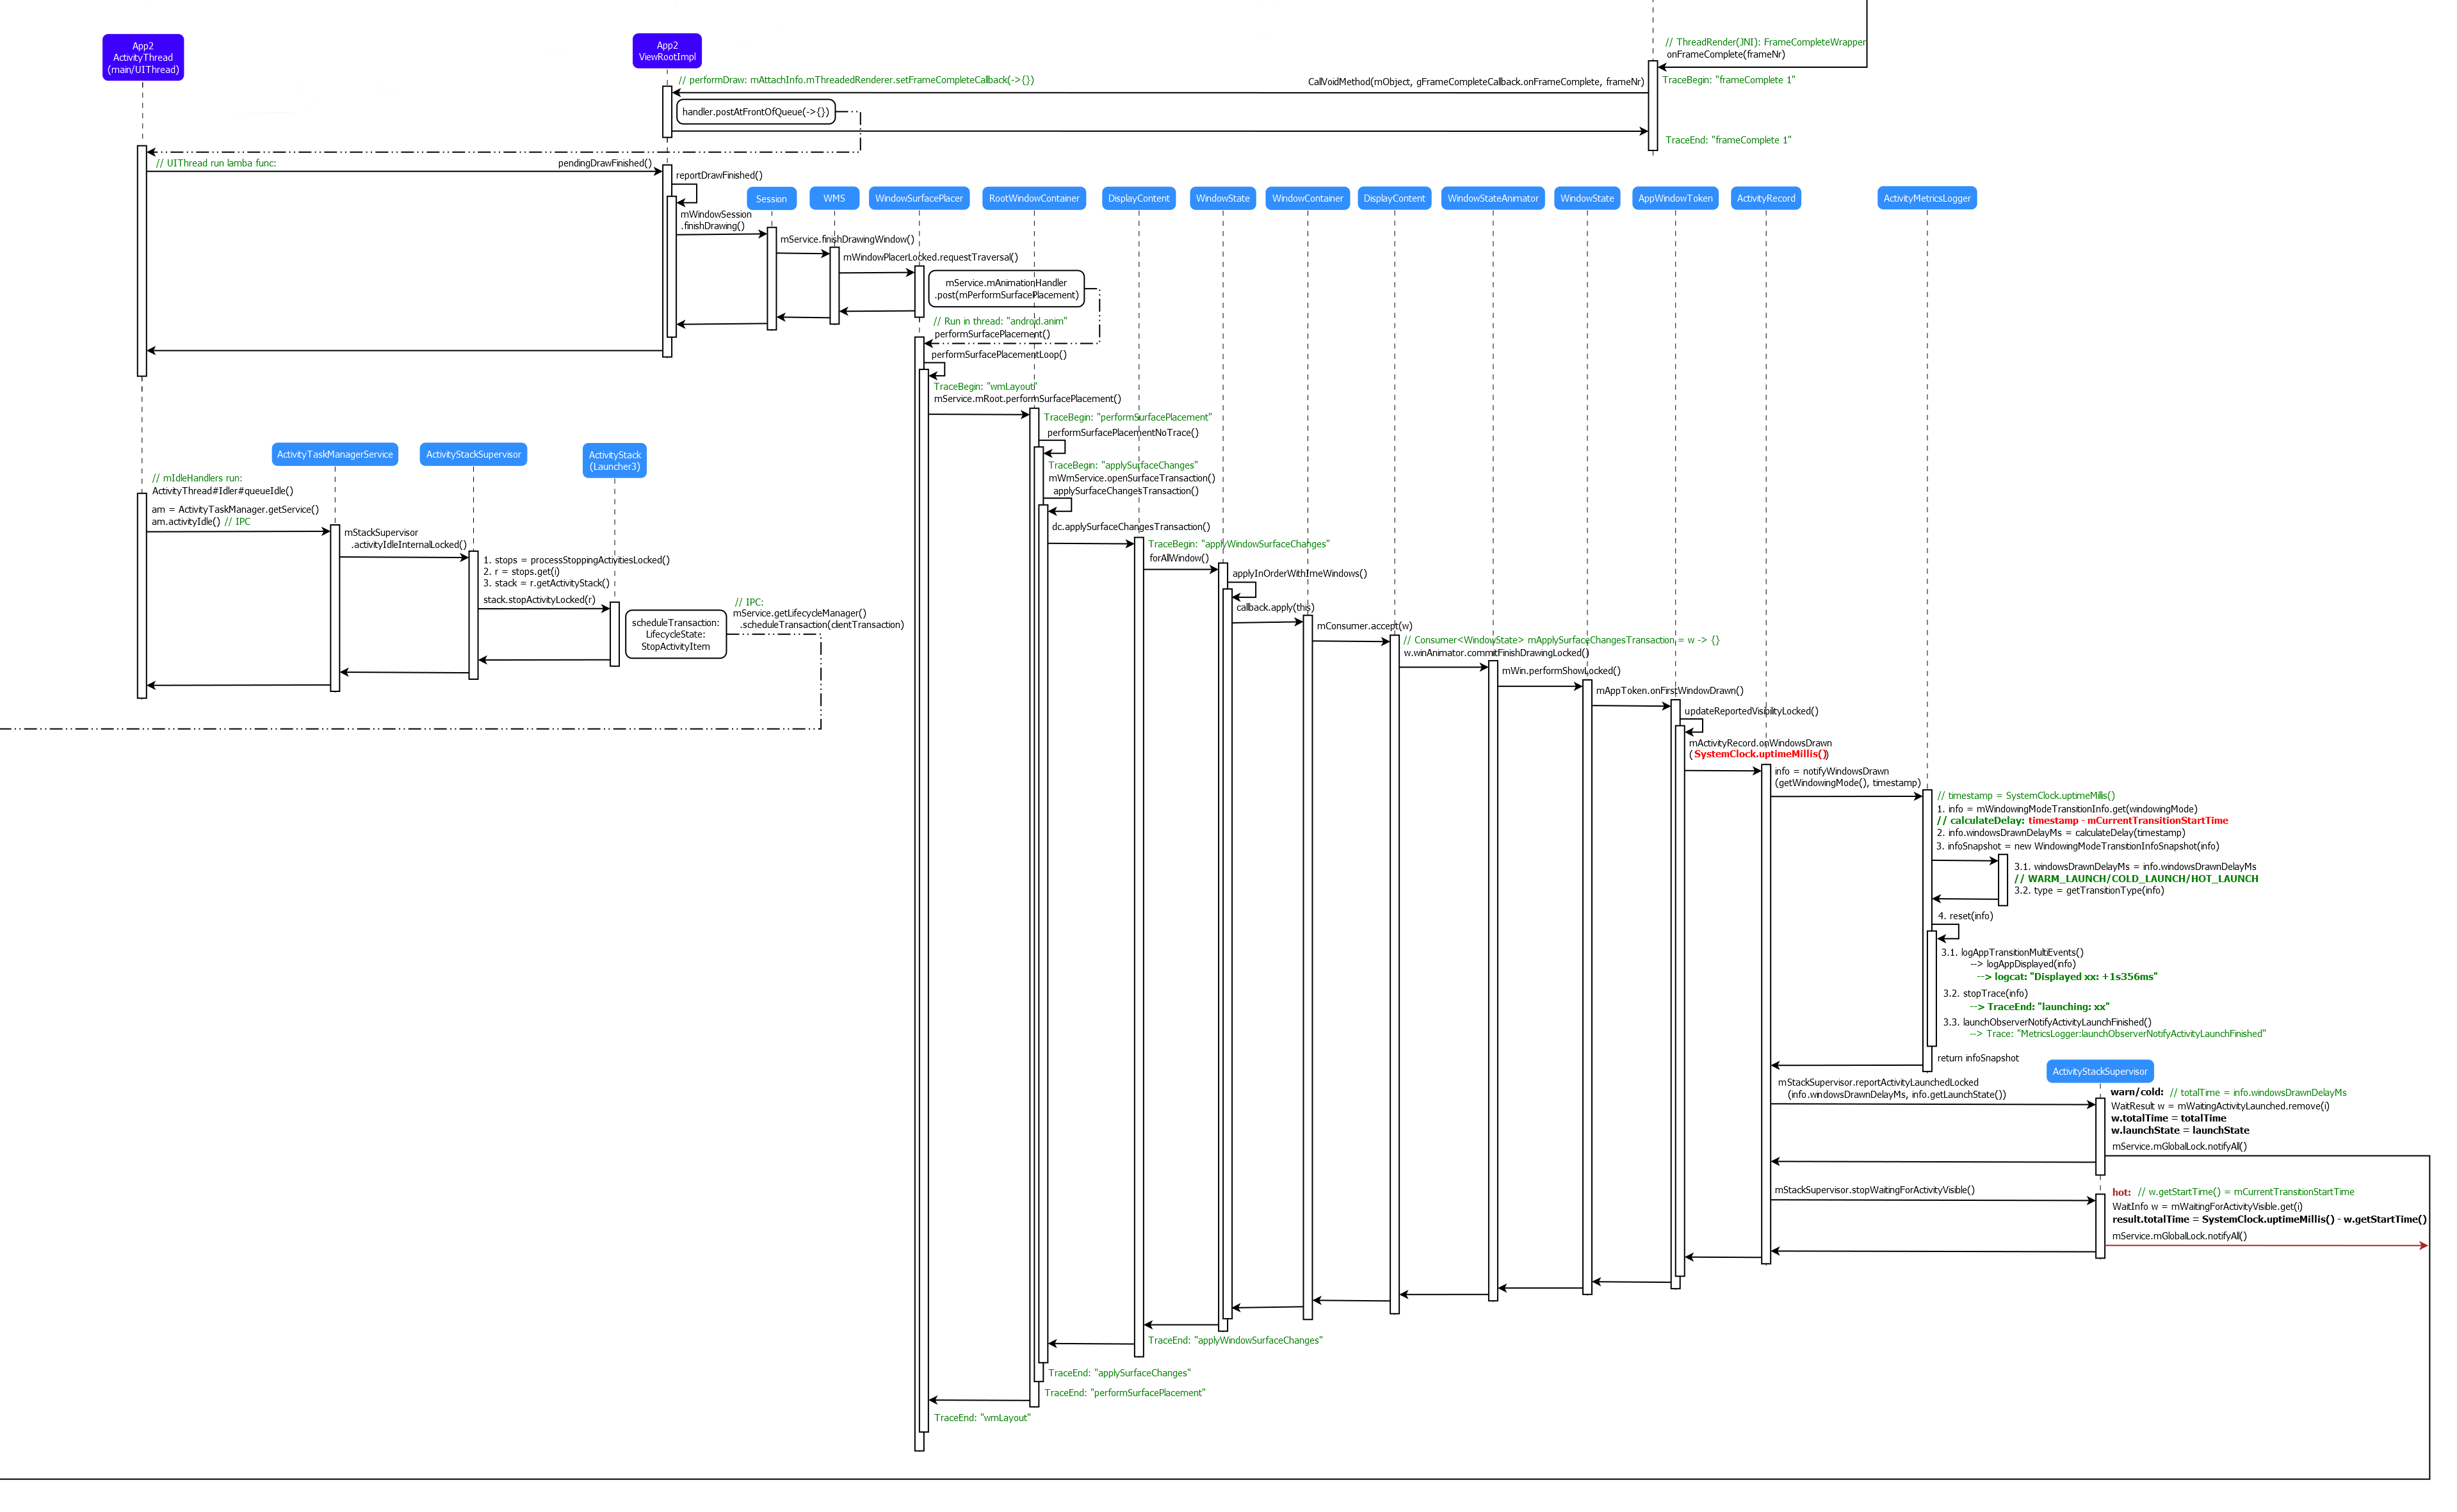 App2
ActivityThread
(main/UIThread)
App2
ViewRootImpl
// ThreadRender(JNI): FrameCompleteWrapper
onFrameComplete(frameNr)
// performDraw: mAttachInfo.mThreadedRenderer.setFrameCompleteCallback(->{})
CallVoidMethod(mObject, gFrameCompleteCallback.onFrameComplete, frameNr)
TraceBegin: "frameComplete 1"
handler.postAtFrontOfQueue(->{})
TraceEnd: "frameComplete 1"
// UIThread run lamba func:
pendingDrawFinished()
reportDrawFinished()
Session
WMS
WindowSurfacePlacer
RootWindowContainer
DisplayContent
WindowState
WindowContainer
DisplayContent
WindowStateAnimator
WindowState
AppWindowToken
ActivityRecord
ActivityMetricsLogger
mWindowSession
.finishDrawing()
mService.finishDrawingWindow()
mWindowPlacerLocked.requestTraversal()
mService.mAnimationHandler
.post(mPerformSurfacePlacement)
// Run in thread: "android.anim"
performSurfacePlacement()
performSurfacePlacementLoop()
TraceBegin: "wmLayout"
mService.mRoot.performSurfacePlacement()
TraceBegin: "performSurfacePlacement"
performSurfacePlacementNoTrace()
TraceBegin: "applySurfaceChanges"
mWmService.openSurfaceTransaction()
applySurfaceChangesTransaction()
dc.applySurfaceChangesTransaction()
TraceBegin: "applyWindowSurfaceChanges"
forAllWindow()
applyInOrderWithImeWindows()
callback.apply(this)
mConsumer.accept(w)
// Consumer<WindowState> mApplySurfaceChangesTransaction = w -> {}
w.winAnimator.commitFinishDrawingLocked()
mWin.performShowLocked()
mAppToken.onFirstWindowDrawn()
updateReportedVisibilityLocked()
mActivityRecord.onWindowsDrawn
(SystemClock.uptimeMillis())
info = notifyWindowsDrawn
(getWindowingMode(), timestamp)
ActivityTaskManagerService
ActivityStackSupervisor
ActivityStack
(Launcher3)
// mIdleHandlers run:
ActivityThread#Idler#queueIdle()
am = ActivityTaskManager.getService()
am.activityIdle() // IPC
mStackSupervisor
.activityIdleInternalLocked()
1. stops = processStoppingActivitiesLocked()
2. r = stops.get(i)
3. stack = r.getActivityStack()
stack.stopActivityLocked(r)
scheduleTransaction:
LifecycleState:
StopActivityItem
// IPC:
mService.getLifecycleManager()
.scheduleTransaction(clientTransaction)
// timestamp = SystemClock.uptimeMillis()
1. info = mWindowingModeTransitionInfo.get(windowingMode)
// calculateDelay: timestamp - mCurrentTransitionStartTime
2. info.windowsDrawnDelayMs = calculateDelay(timestamp)
3. infoSnapshot = new WindowingModeTransitionInfoSnapshot(info)
3.1. windowsDrawnDelayMs = info.windowsDrawnDelayMs
// WARM_LAUNCH/COLD_LAUNCH/HOT_LAUNCH
3.2. type = getTransitionType(info)
4. reset(info)
3.1. logAppTransitionMultiEvents()
--> logAppDisplayed(info)
--> logcat: "Displayed xx: +1s356ms"
3.2. stopTrace(info)
--> TraceEnd: "launching: xx"
3.3. launchObserverNotifyActivityLaunchFinished()
--> Trace: "MetricsLogger:launchObserverNotifyActivityLaunchFinished"
return infoSnapshot
ActivityStackSupervisor
mStackSupervisor.reportActivityLaunchedLocked
(info.windowsDrawnDelayMs, info.getLaunchState())
warn/cold: // totalTime = info.windowsDrawnDelayMs
WaitResult w = mWaitingActivityLaunched.remove(i)
w.totalTime = totalTime
w.launchState = launchState
mService.mGlobalLock.notifyAll()
mStackSupervisor.stopWaitingForActivityVisible()
hot: // w.getStartTime() = mCurrentTransitionStartTime
WaitInfo w = mWaitingForActivityVisible.get(i)
result.totalTime = SystemClock.uptimeMillis() - w.getStartTime()
mService.mGlobalLock.notifyAll()
TraceEnd: "applyWindowSurfaceChanges"
TraceEnd: "applySurfaceChanges"
TraceEnd: "performSurfacePlacement"
TraceEnd: "wmLayout"